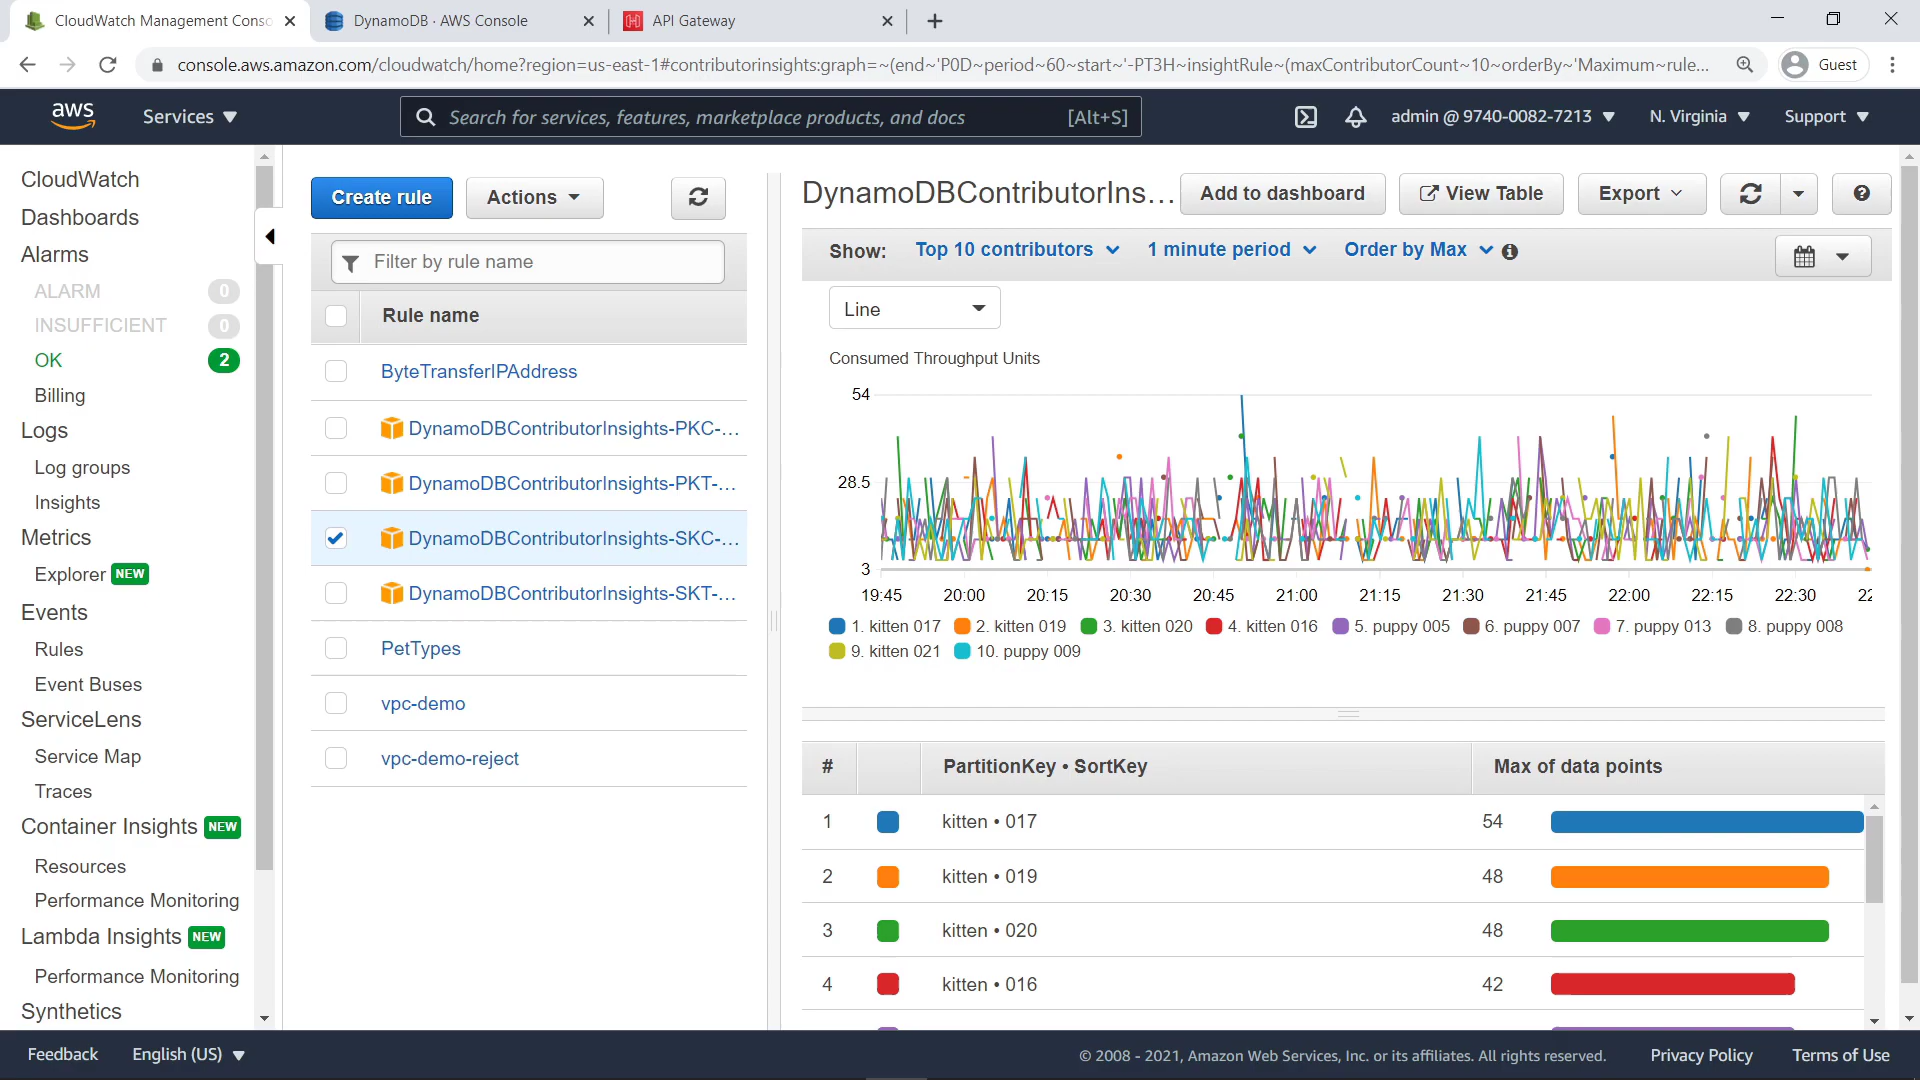 CloudWatch Management Conso
DynamoDB · AWS Console
API Gateway
console.aws.amazon.com/cloudwatch/home?region=us-east-1#contributorinsights:graph=~(end~'P0D~period~60~start~'-PT3H~insightRule~(maxContributorCount~10~orderBy~'Maximum~rule...
Guest
aws
Services
Search for services, features, marketplace products, and docs
[Alt+S]
admin @ 9740-0082-7213
N. Virginia
Support
CloudWatch
Dashboards
Alarms
ALARM 0
INSUFFICIENT 0
OK 2
Billing
Logs
Log groups
Insights
Metrics
Explorer NEW
Events
Rules
Event Buses
ServiceLens
Service Map
Traces
Container Insights NEW
Resources
Performance Monitoring
Lambda Insights NEW
Performance Monitoring
Synthetics
Create rule
Actions
Filter by rule name
Rule name
ByteTransferIPAddress
DynamoDBContributorInsights-PKC-...
DynamoDBContributorInsights-PKT-...
DynamoDBContributorInsights-SKC-...
DynamoDBContributorInsights-SKT-...
PetTypes
vpc-demo
vpc-demo-reject
DynamoDBContributorIns...
Add to dashboard
View Table
Export
Show:
Top 10 contributors
1 minute period
Order by Max
Line
Consumed Throughput Units
54
28.5
3
19:45 20:00 20:15 20:30 20:45 21:00 21:15 21:30 21:45 22:00 22:15 22:30 22
1. kitten 017 2. kitten 019 3. kitten 020 4. kitten 016 5. puppy 005 6. puppy 007 7. puppy 013 8. puppy 008
9. kitten 021 10. puppy 009
# PartitionKey • SortKey Max of data points
1 kitten • 017 54
2 kitten • 019 48
3 kitten • 020 48
4 kitten • 016 42
Feedback
English (US)
© 2008 - 2021, Amazon Web Services, Inc. or its affiliates. All rights reserved.
Privacy Policy
Terms of Use